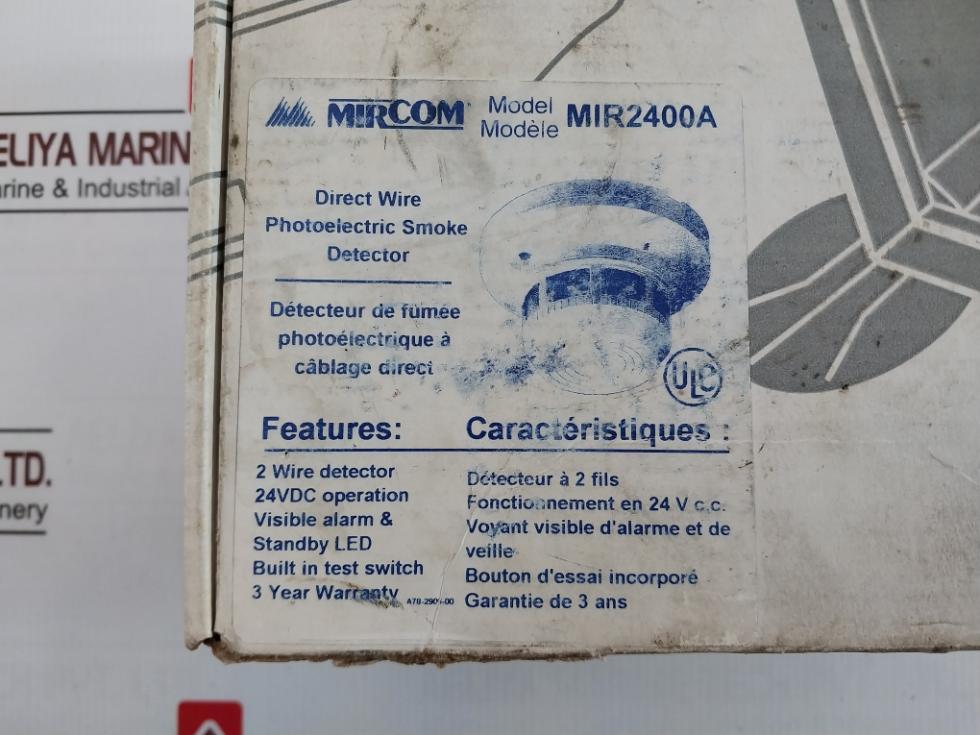 ELIYA MARIN
rine & Industrial
LTD.
nery
MIRCOM
Model
Modèle
MIR2400A
Direct Wire
Photoelectric Smoke
Detector
Détecteur de fumée
photoélectrique à
câblage direct
ULC
Features:
2 Wire detector
24VDC operation
Visible alarm &
Standby LED
Built in test switch
3 Year Warranty
Caractéristiques :
Détecteur à 2 fils
Fonctionnement en 24 V c.c.
Voyant visible d'alarme et de
veille
Bouton d'essai incorporé
Garantie de 3 ans